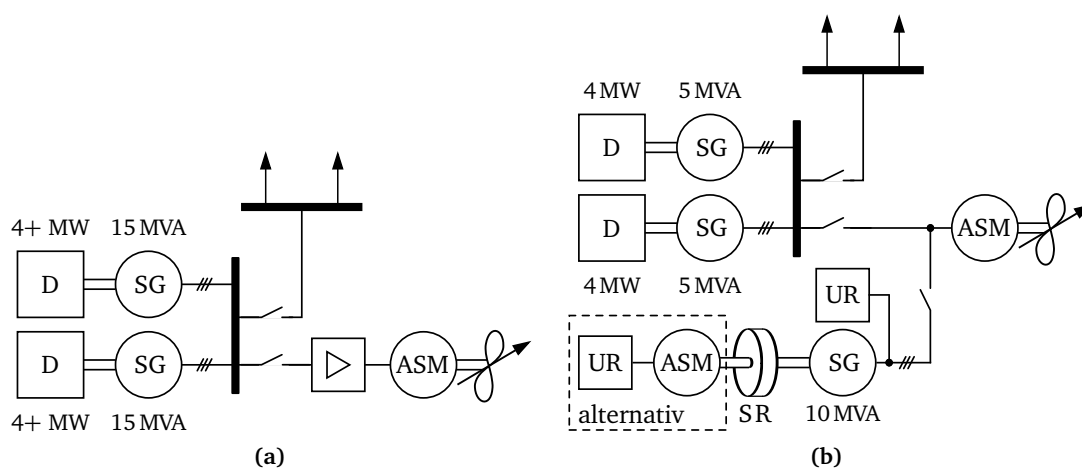 4+ MW 15 MVA
D SG
D SG ASM
4+ MW 15 MVA
(a)
4 MW 5 MVA
D SG
D SG ASM
4 MW 5 MVA
UR
UR ASM SG
alternativ SR 10 MVA
(b)